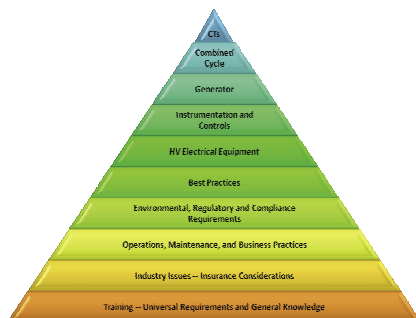 CTs
Combined
Cycle
Generator
Instrumentation and
Controls
HV Electrical Equipment
Best Practices
Environmental, Regulatory and Compliance
Requirements
Operations, Maintenance, and Business Practices
Industry Issues -- Insurance Considerations
Training -- Universal Requirements and General Knowledge